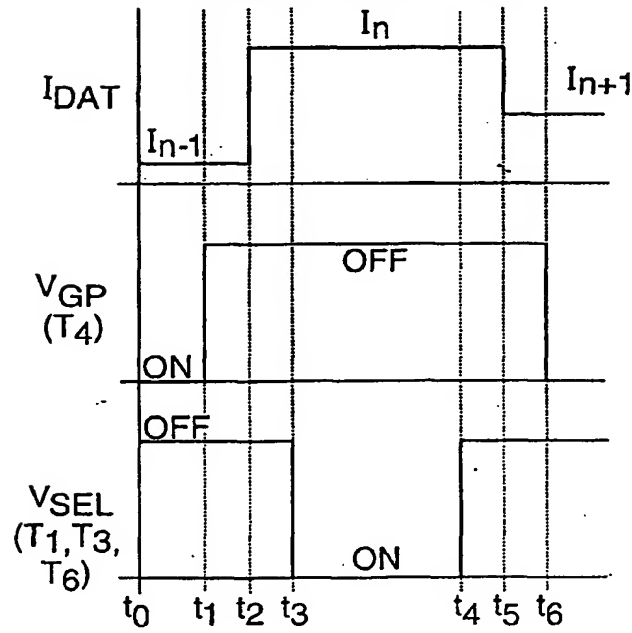 In
IDAT
In+1
In-1
OFF
VGP
(T4)
ON
OFF
VSEL
(T1,T3,
T6)
ON
t0 t1 t2 t3 t4 t5 t6